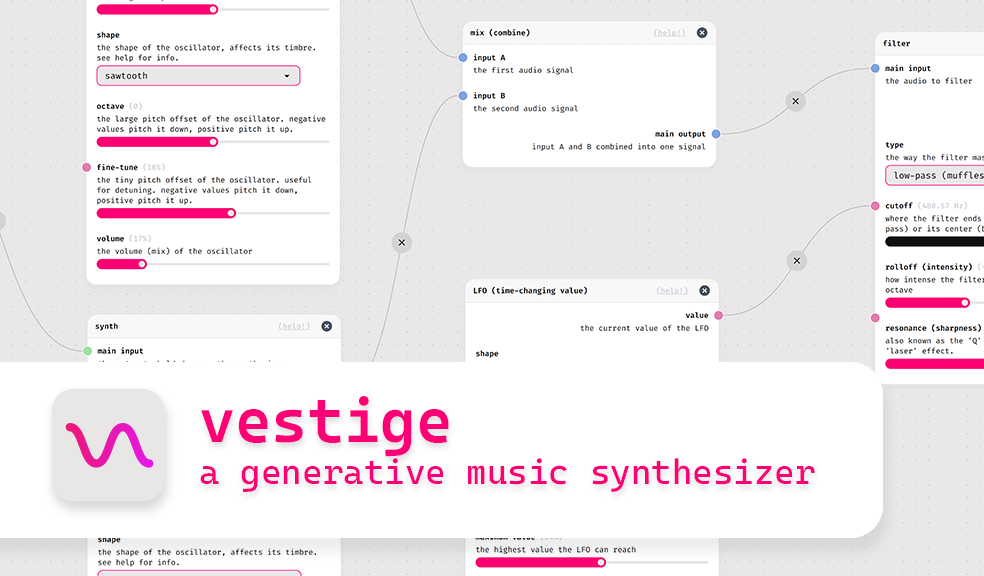 shape
the shape of the oscillator, affects its timbre.
see help for info.
sawtooth
octave (0)
the large pitch offset of the oscillator. negative
values pitch it down, positive pitch it up.
fine-tune (16%)
the tiny pitch offset of the oscillator. useful
for detuning. negative values pitch it down,
positive pitch it up.
volume (17%)
the volume (mix) of the oscillator
synth (help!)
main input
mix (combine) (help!)
input A
the first audio signal
input B
the second audio signal
main output
input A and B combined into one signal
LFO (time-changing value) (help!)
value
the current value of the LFO
shape
filter
main input
the audio to filter
type
the way the filter
low-pass (muffles
cutoff (480.57 Hz)
where the filter ends
pass) or its center
rolloff (intensity)
how intense the filter
octave
resonance (sharpness)
also known as the 'Q'
'laser' effect.
vestige
a generative music synthesizer
shape
the shape of the oscillator, affects its timbre.
see help for info.
maximum value
the highest value the LFO can reach